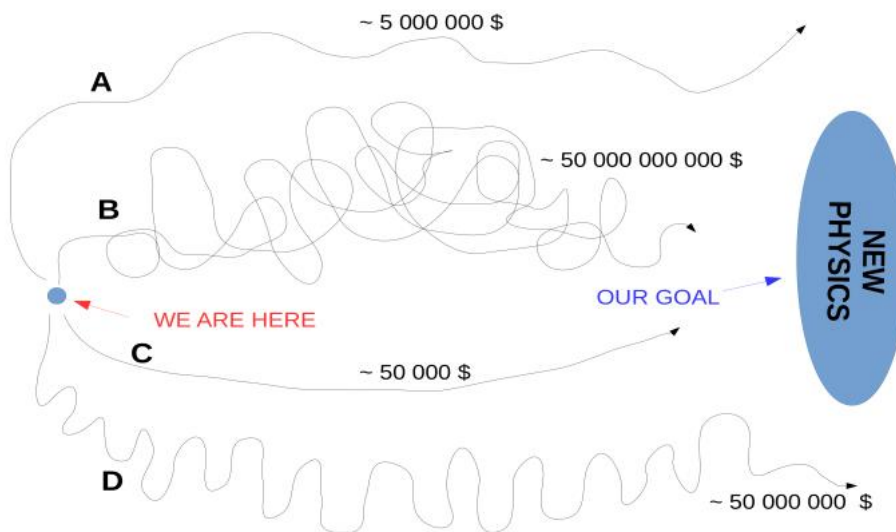 ~ 5 000 000 $
A
~ 50 000 000 000 $
B
NEW
PHYSICS
OUR GOAL
WE ARE HERE
C
~ 50 000 $
D
~ 50 000 000 $